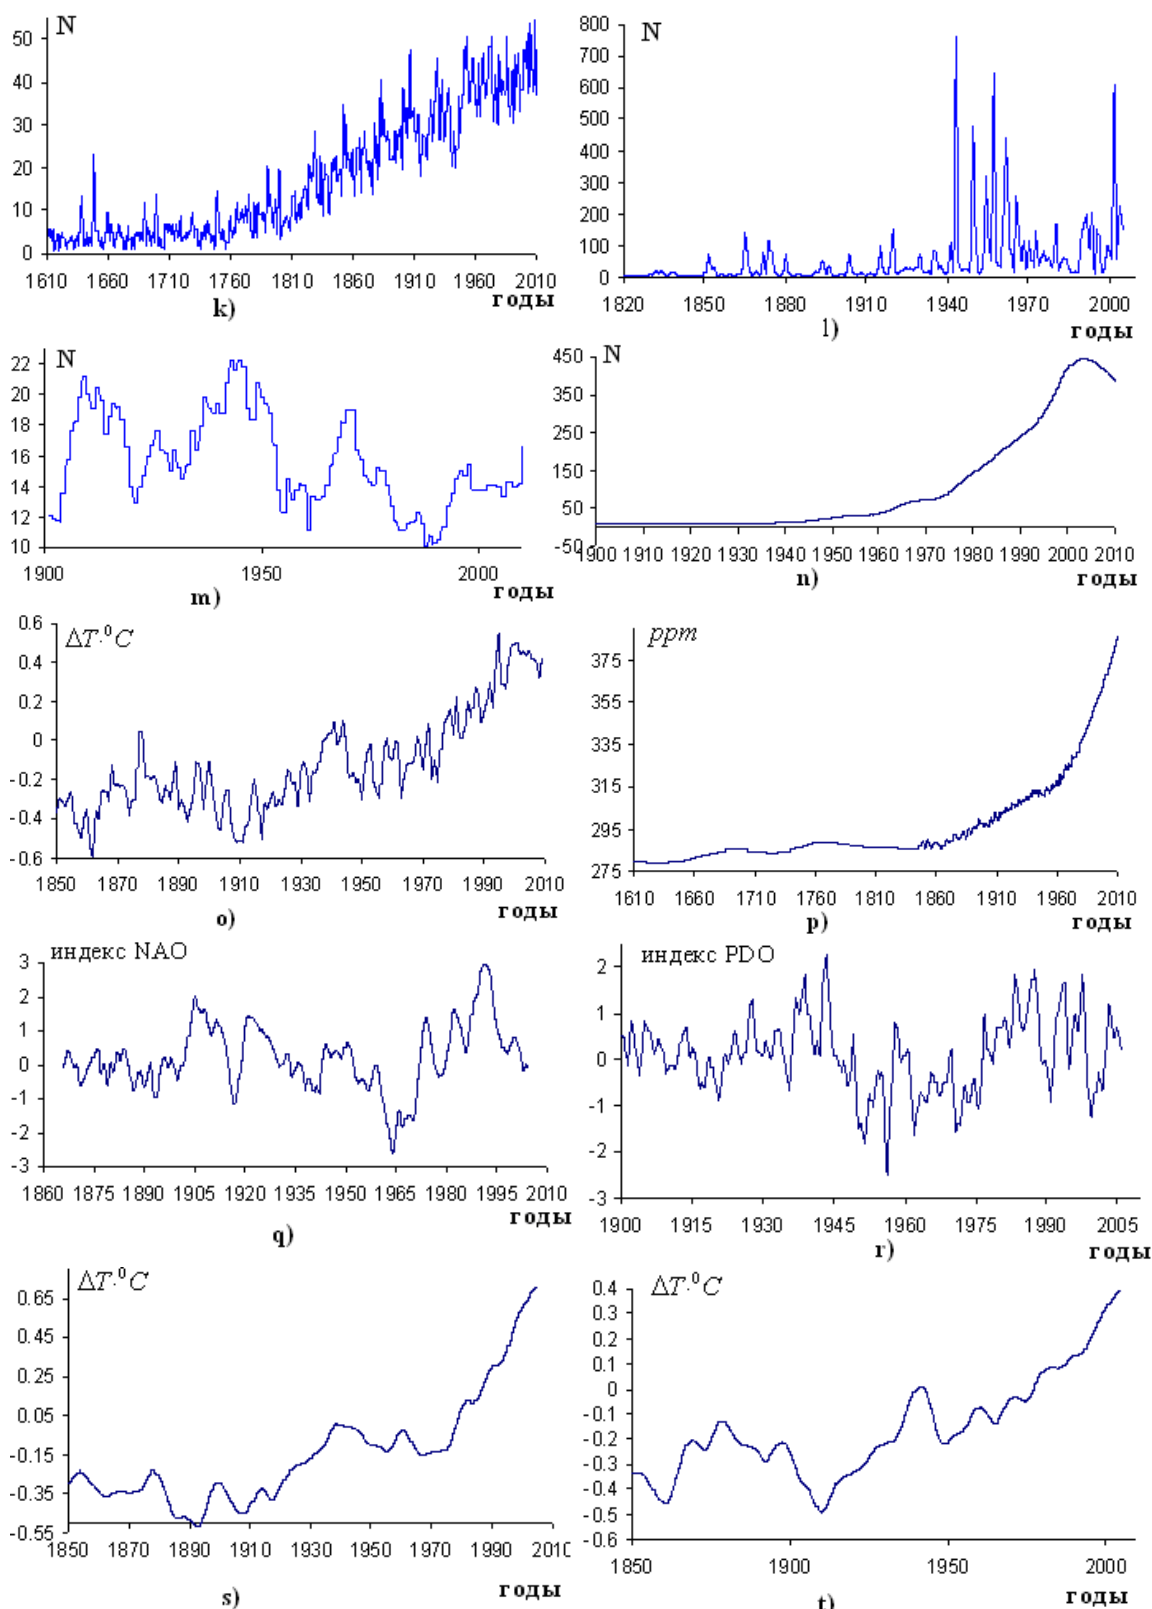 N
50
40
30
20
10
0
1610 1660 1710 1760 1810 1860 1910 1960 2010
годы
k)
N
800
700
600
500
400
300
200
100
0
1820 1850 1880 1910 1940 1970 2000
годы
l)
N
22
20
18
16
14
12
10
1900 1950 2000
годы
m)
N
450
350
250
150
50
-50
1900 1910 1920 1930 1940 1950 1960 1970 1980 1990 2000 2010
годы
n)
ΔT·⁰C
0.6
0.4
0.2
0
-0.2
-0.4
-0.6
1850 1870 1890 1910 1930 1950 1970 1990 2010
годы
o)
ppm
375
355
335
315
295
275
1610 1660 1710 1760 1810 1860 1910 1960 2010
годы
p)
индекс NAO
3
2
1
0
-1
-2
-3
1860 1875 1890 1905 1920 1935 1950 1965 1980 1995 2010
годы
q)
индекс PDO
2
1
0
-1
-2
-3
1900 1915 1930 1945 1960 1975 1990 2005
годы
r)
ΔT·⁰C
0.65
0.45
0.25
0.05
-0.15
-0.35
-0.55
1850 1870 1890 1910 1930 1950 1970 1990 2010
годы
s)
ΔT·⁰C
0.4
0.3
0.2
0.1
0
-0.1
-0.2
-0.3
-0.4
-0.5
-0.6
1850 1900 1950 2000
годы
t)